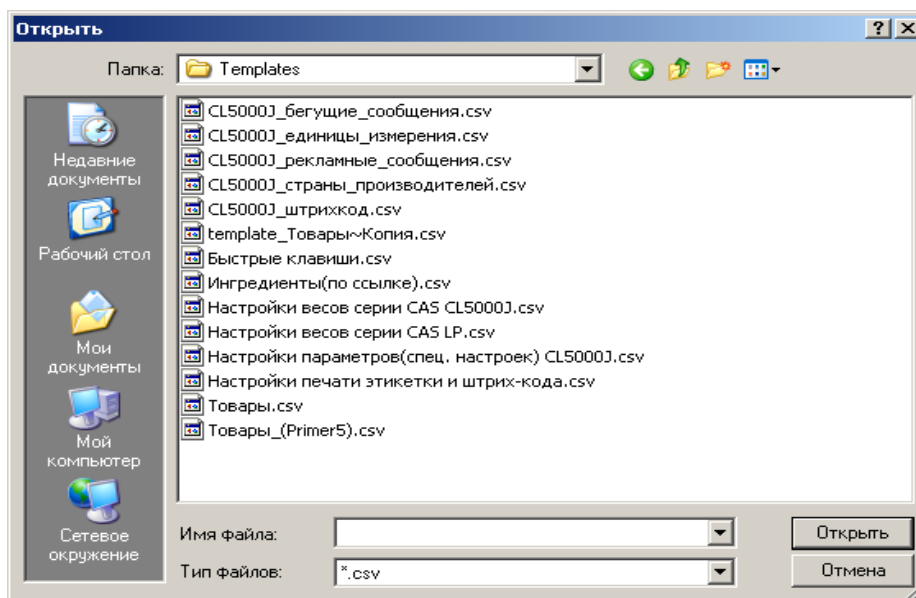 Открыть
Папка: Templates
Недавние
документы
Рабочий стол
Мои
документы
Мой
компьютер
Сетевое
окружение
CL5000J_бегущие_сообщения.csv
CL5000J_единицы_измерения.csv
CL5000J_рекламные_сообщения.csv
CL5000J_страны_производителей.csv
CL5000J_штрихкод.csv
template_Товары~Копия.csv
Быстрые клавиши.csv
Ингредиенты(по ссылке).csv
Настройки весов серии CAS CL5000J.csv
Настройки весов серии CAS LP.csv
Настройки параметров(спец. настроек) CL5000J.csv
Настройки печати этикетки и штрих-кода.csv
Товары.csv
Товары_(Primer5).csv
Имя файла:
Открыть
Тип файлов: *.csv
Отмена